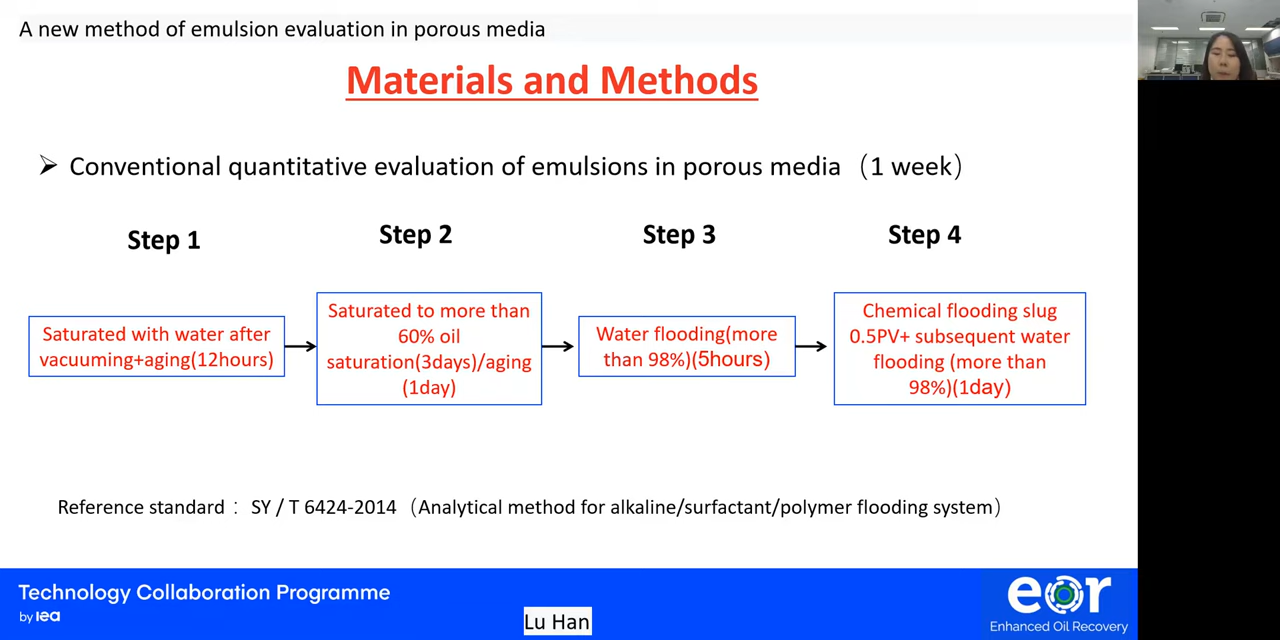 A new method of emulsion evaluation in porous media
Materials and Methods
➢ Conventional quantitative evaluation of emulsions in porous media（1 week）
Step 1
Step 2
Step 3
Step 4
Saturated with water after
vacuuming+aging(12hours)
Saturated to more than
60% oil
saturation(3days)/aging
(1day)
Water flooding(more
than 98%)(5hours)
Chemical flooding slug
0.5PV+ subsequent water
flooding (more than
98%)(1day)
Reference standard： SY / T 6424-2014（Analytical method for alkaline/surfactant/polymer flooding system）
Technology Collaboration Programme
by iea
Lu Han
eor
Enhanced Oil Recovery